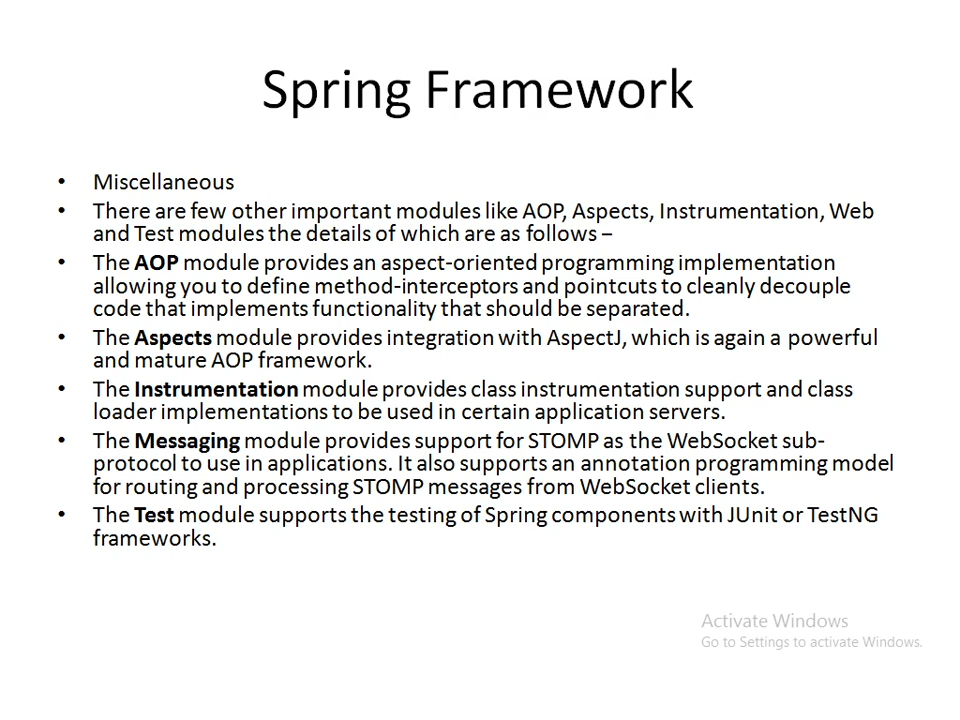 Spring Framework
• Miscellaneous
• There are few other important modules like AOP, Aspects, Instrumentation, Web
and Test modules the details of which are as follows −
• The AOP module provides an aspect-oriented programming implementation
allowing you to define method-interceptors and pointcuts to cleanly decouple
code that implements functionality that should be separated.
• The Aspects module provides integration with AspectJ, which is again a powerful
and mature AOP framework.
• The Instrumentation module provides class instrumentation support and class
loader implementations to be used in certain application servers.
• The Messaging module provides support for STOMP as the WebSocket sub-
protocol to use in applications. It also supports an annotation programming model
for routing and processing STOMP messages from WebSocket clients.
• The Test module supports the testing of Spring components with JUnit or TestNG
frameworks.
Activate Windows
Go to Settings to activate Windows.